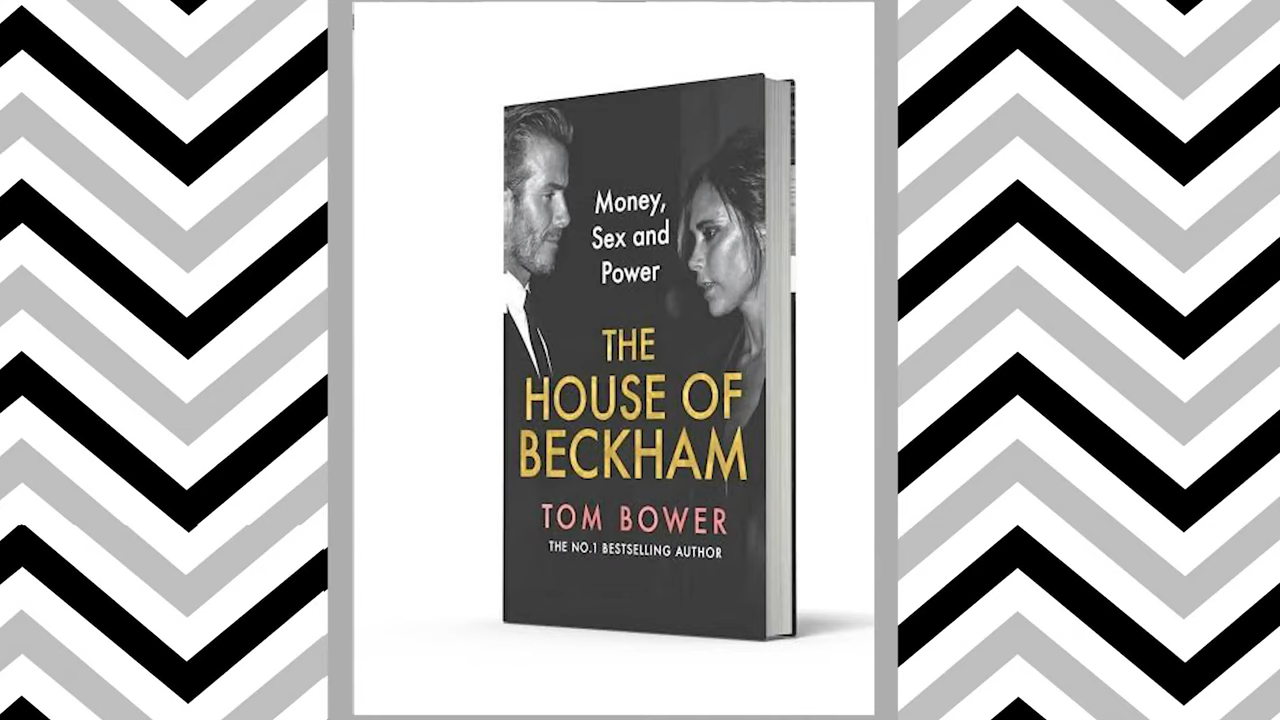 Money,
Sex and
Power
THE
HOUSE OF
BECKHAM
TOM BOWER
THE NO.1 BESTSELLING AUTHOR